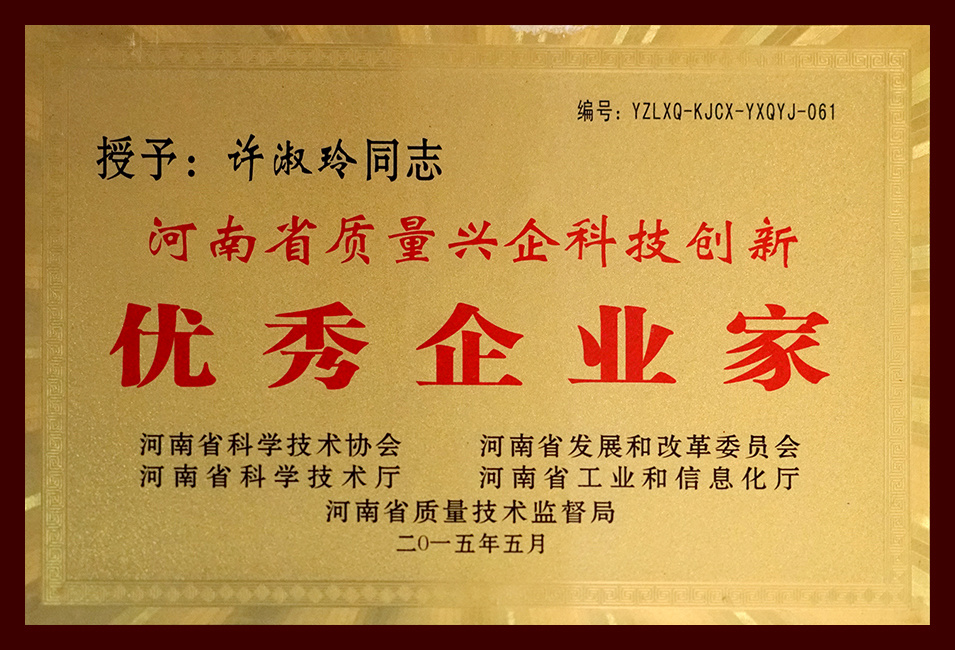 编号：YZLXQ-KJCX-YXQYJ-061
授予：许淑玲同志
河南省质量兴企科技创新
优秀企业家
河南省科学技术协会 河南省发展和改革委员会
河南省科学技术厅 河南省工业和信息化厅
河南省质量技术监督局
二〇一五年五月